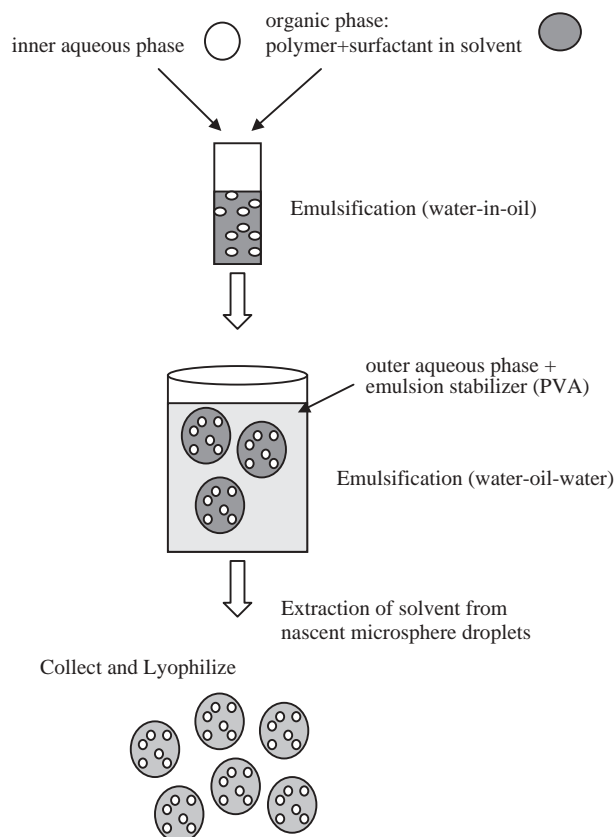 inner aqueous phase
organic phase:
polymer+surfactant in solvent
Emulsification (water-in-oil)
outer aqueous phase +
emulsion stabilizer (PVA)
Emulsification (water-oil-water)
Extraction of solvent from
nascent microsphere droplets
Collect and Lyophilize